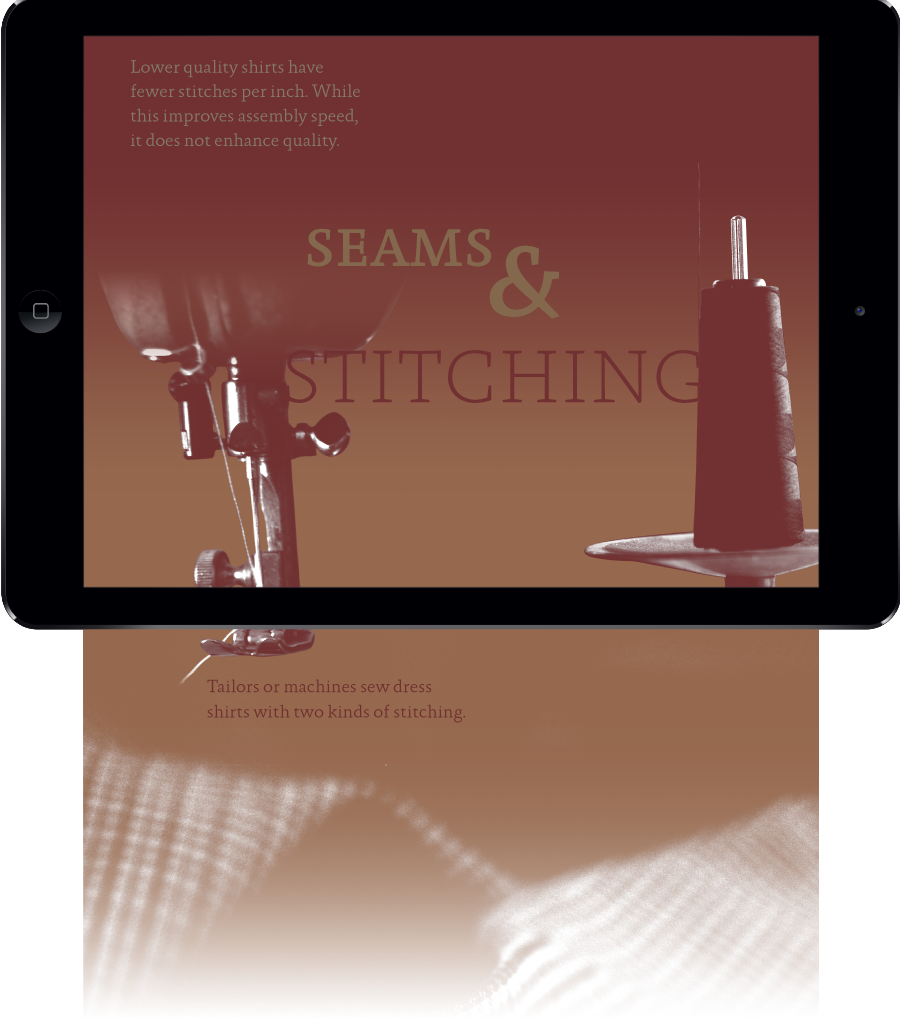 Lower quality shirts have
fewer stitches per inch. While
this improves assembly speed,
it does not enhance quality.
SEAMS
&
STITCHING
Tailors or machines sew dress
shirts with two kinds of stitching.